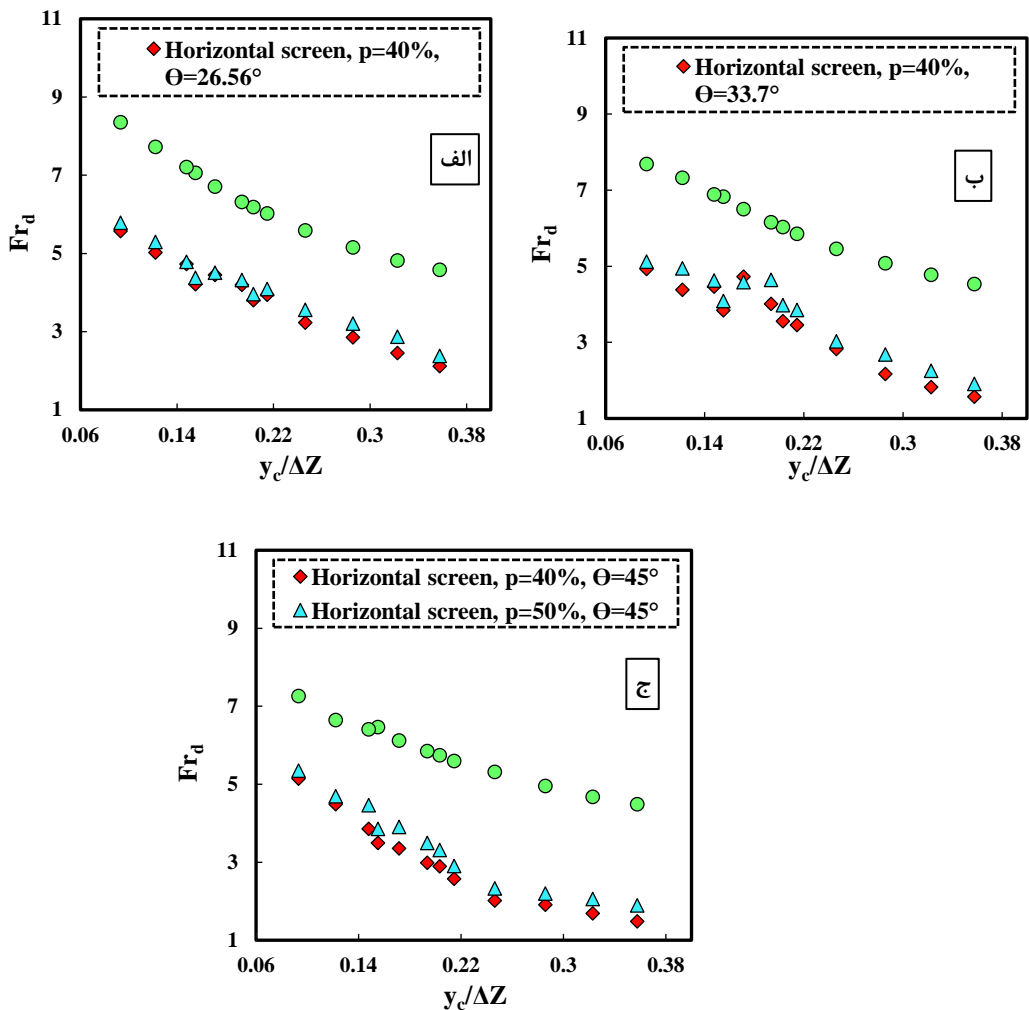 11
9
7
5
3
1
Fr_d
0.06 0.14 0.22 0.3 0.38
y_c/ΔZ
Horizontal screen, p=40%,
Θ=26.56°
الف
11
9
7
5
3
1
Fr_d
0.06 0.14 0.22 0.3 0.38
y_c/ΔZ
Horizontal screen, p=40%,
Θ=33.7°
ب
11
9
7
5
3
1
Fr_d
0.06 0.14 0.22 0.3 0.38
y_c/ΔZ
Horizontal screen, p=40%, Θ=45°
Horizontal screen, p=50%, Θ=45°
ج